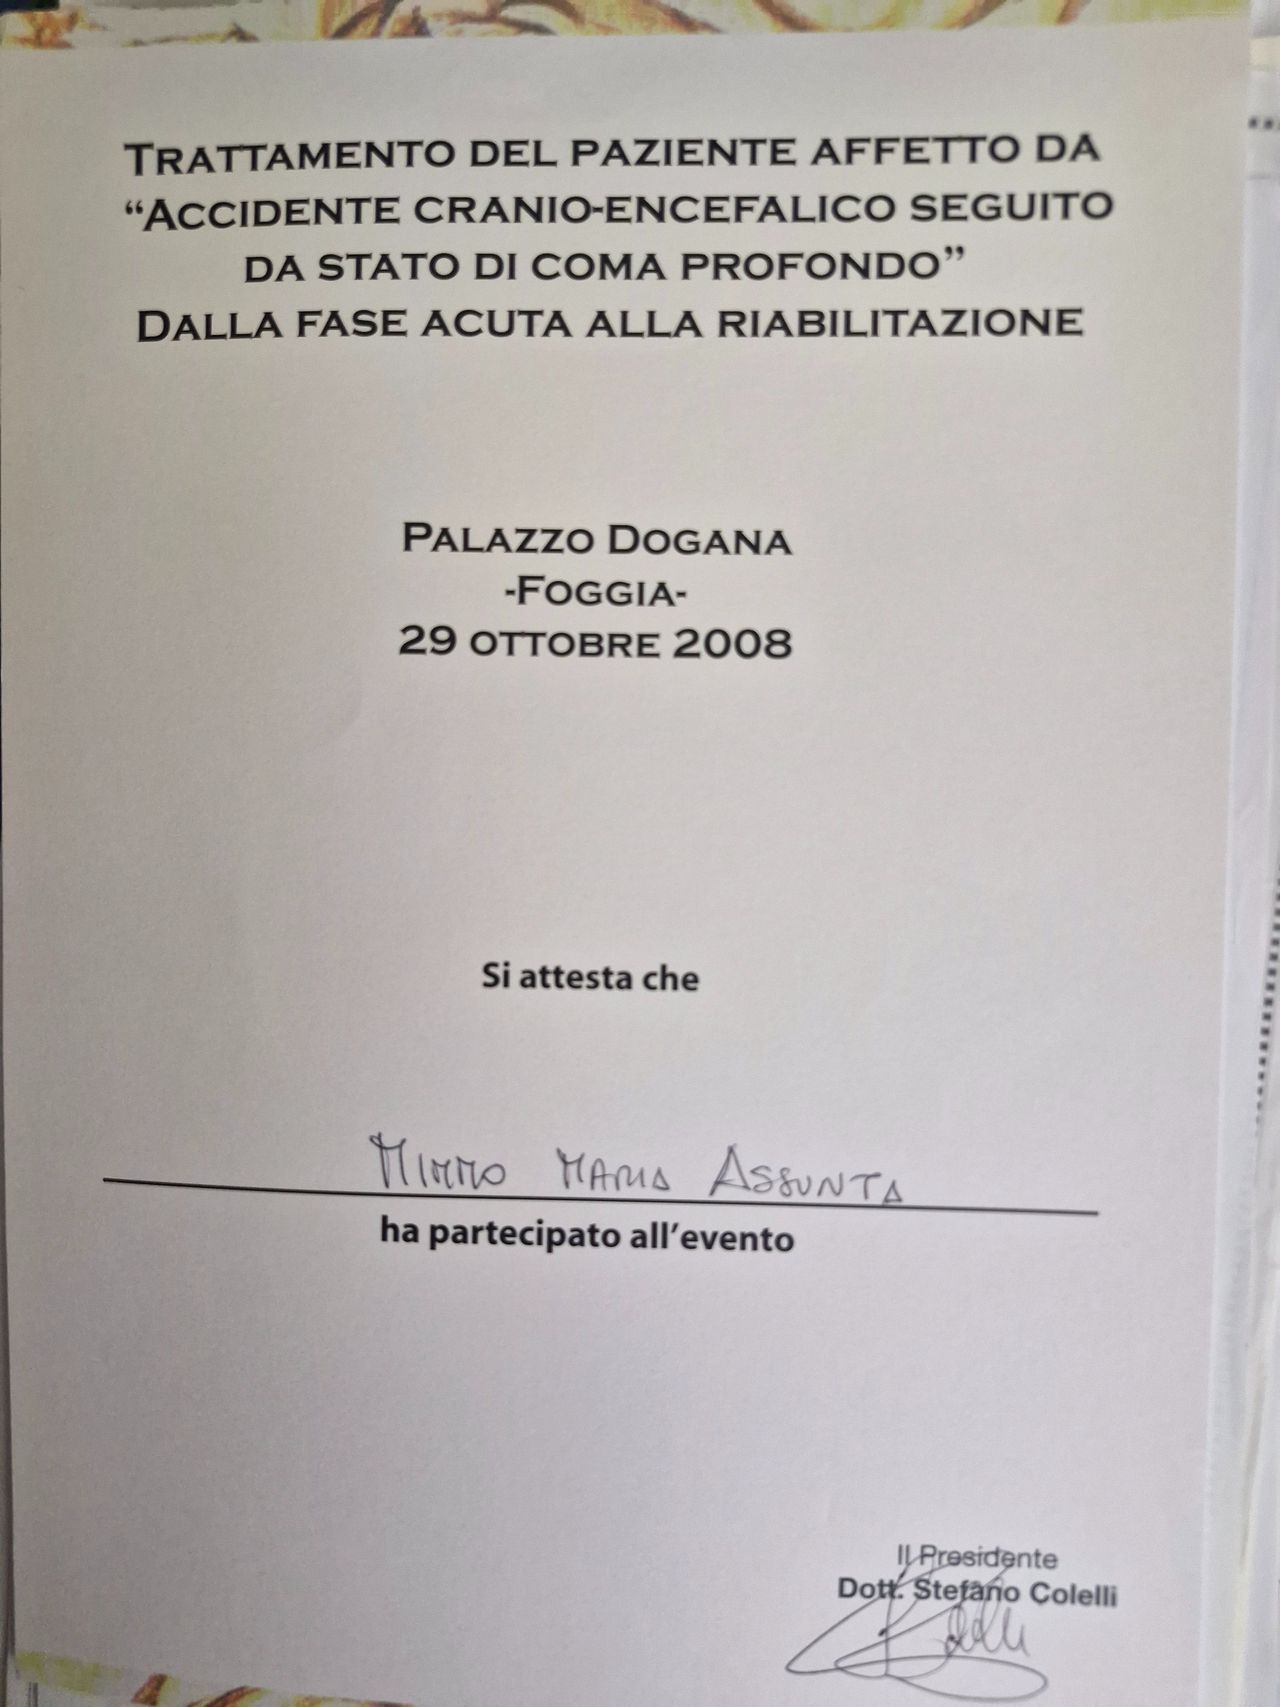 TRATTAMENTO DEL PAZIENTE AFFETTO DA
“ACCIDENTE CRANIO-ENCEFALICO SEGUITO
DA STATO DI COMA PROFONDO”
DALLA FASE ACUTA ALLA RIABILITAZIONE
PALAZZO DOGANA
-FOGGIA-
29 OTTOBRE 2008
Si attesta che
MIMMO MARIA ASSUNTA
ha partecipato all’evento
Il Presidente
Dott. Stefano Colelli